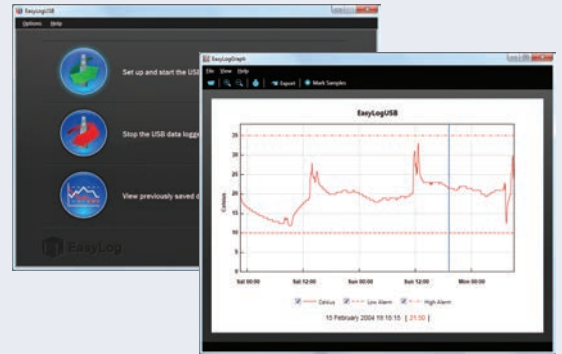 EasyLogUSB
Options Help
Set up and start the USB
Stop the USB data logge
View previously saved d
EasyLog
EasyLogGraph
File View Help
Export Mark Samples
EasyLogUSB
Celsius
35
30
25
20
15
10
5
0
Sat 00:00 Sat 12:00 Sun 00:00 Sun 12:00 Mon 00:00
Celsius Low Alarm High Alarm
15 February 2004 19:15:15 [ 21.50 ]